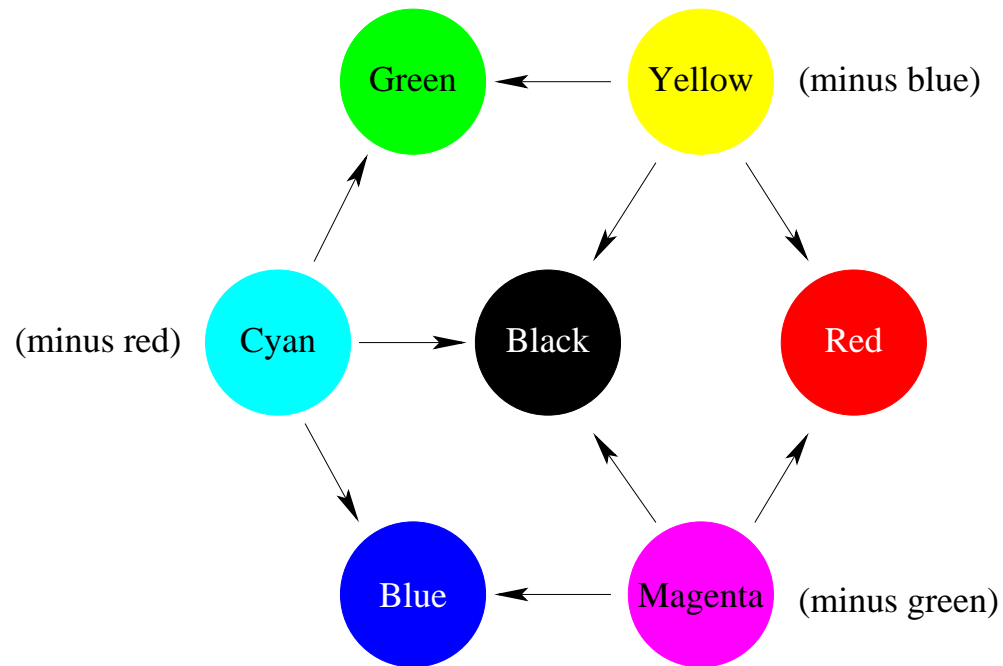 Green
Yellow (minus blue)
(minus red) Cyan Black Red
Blue
Magenta (minus green)